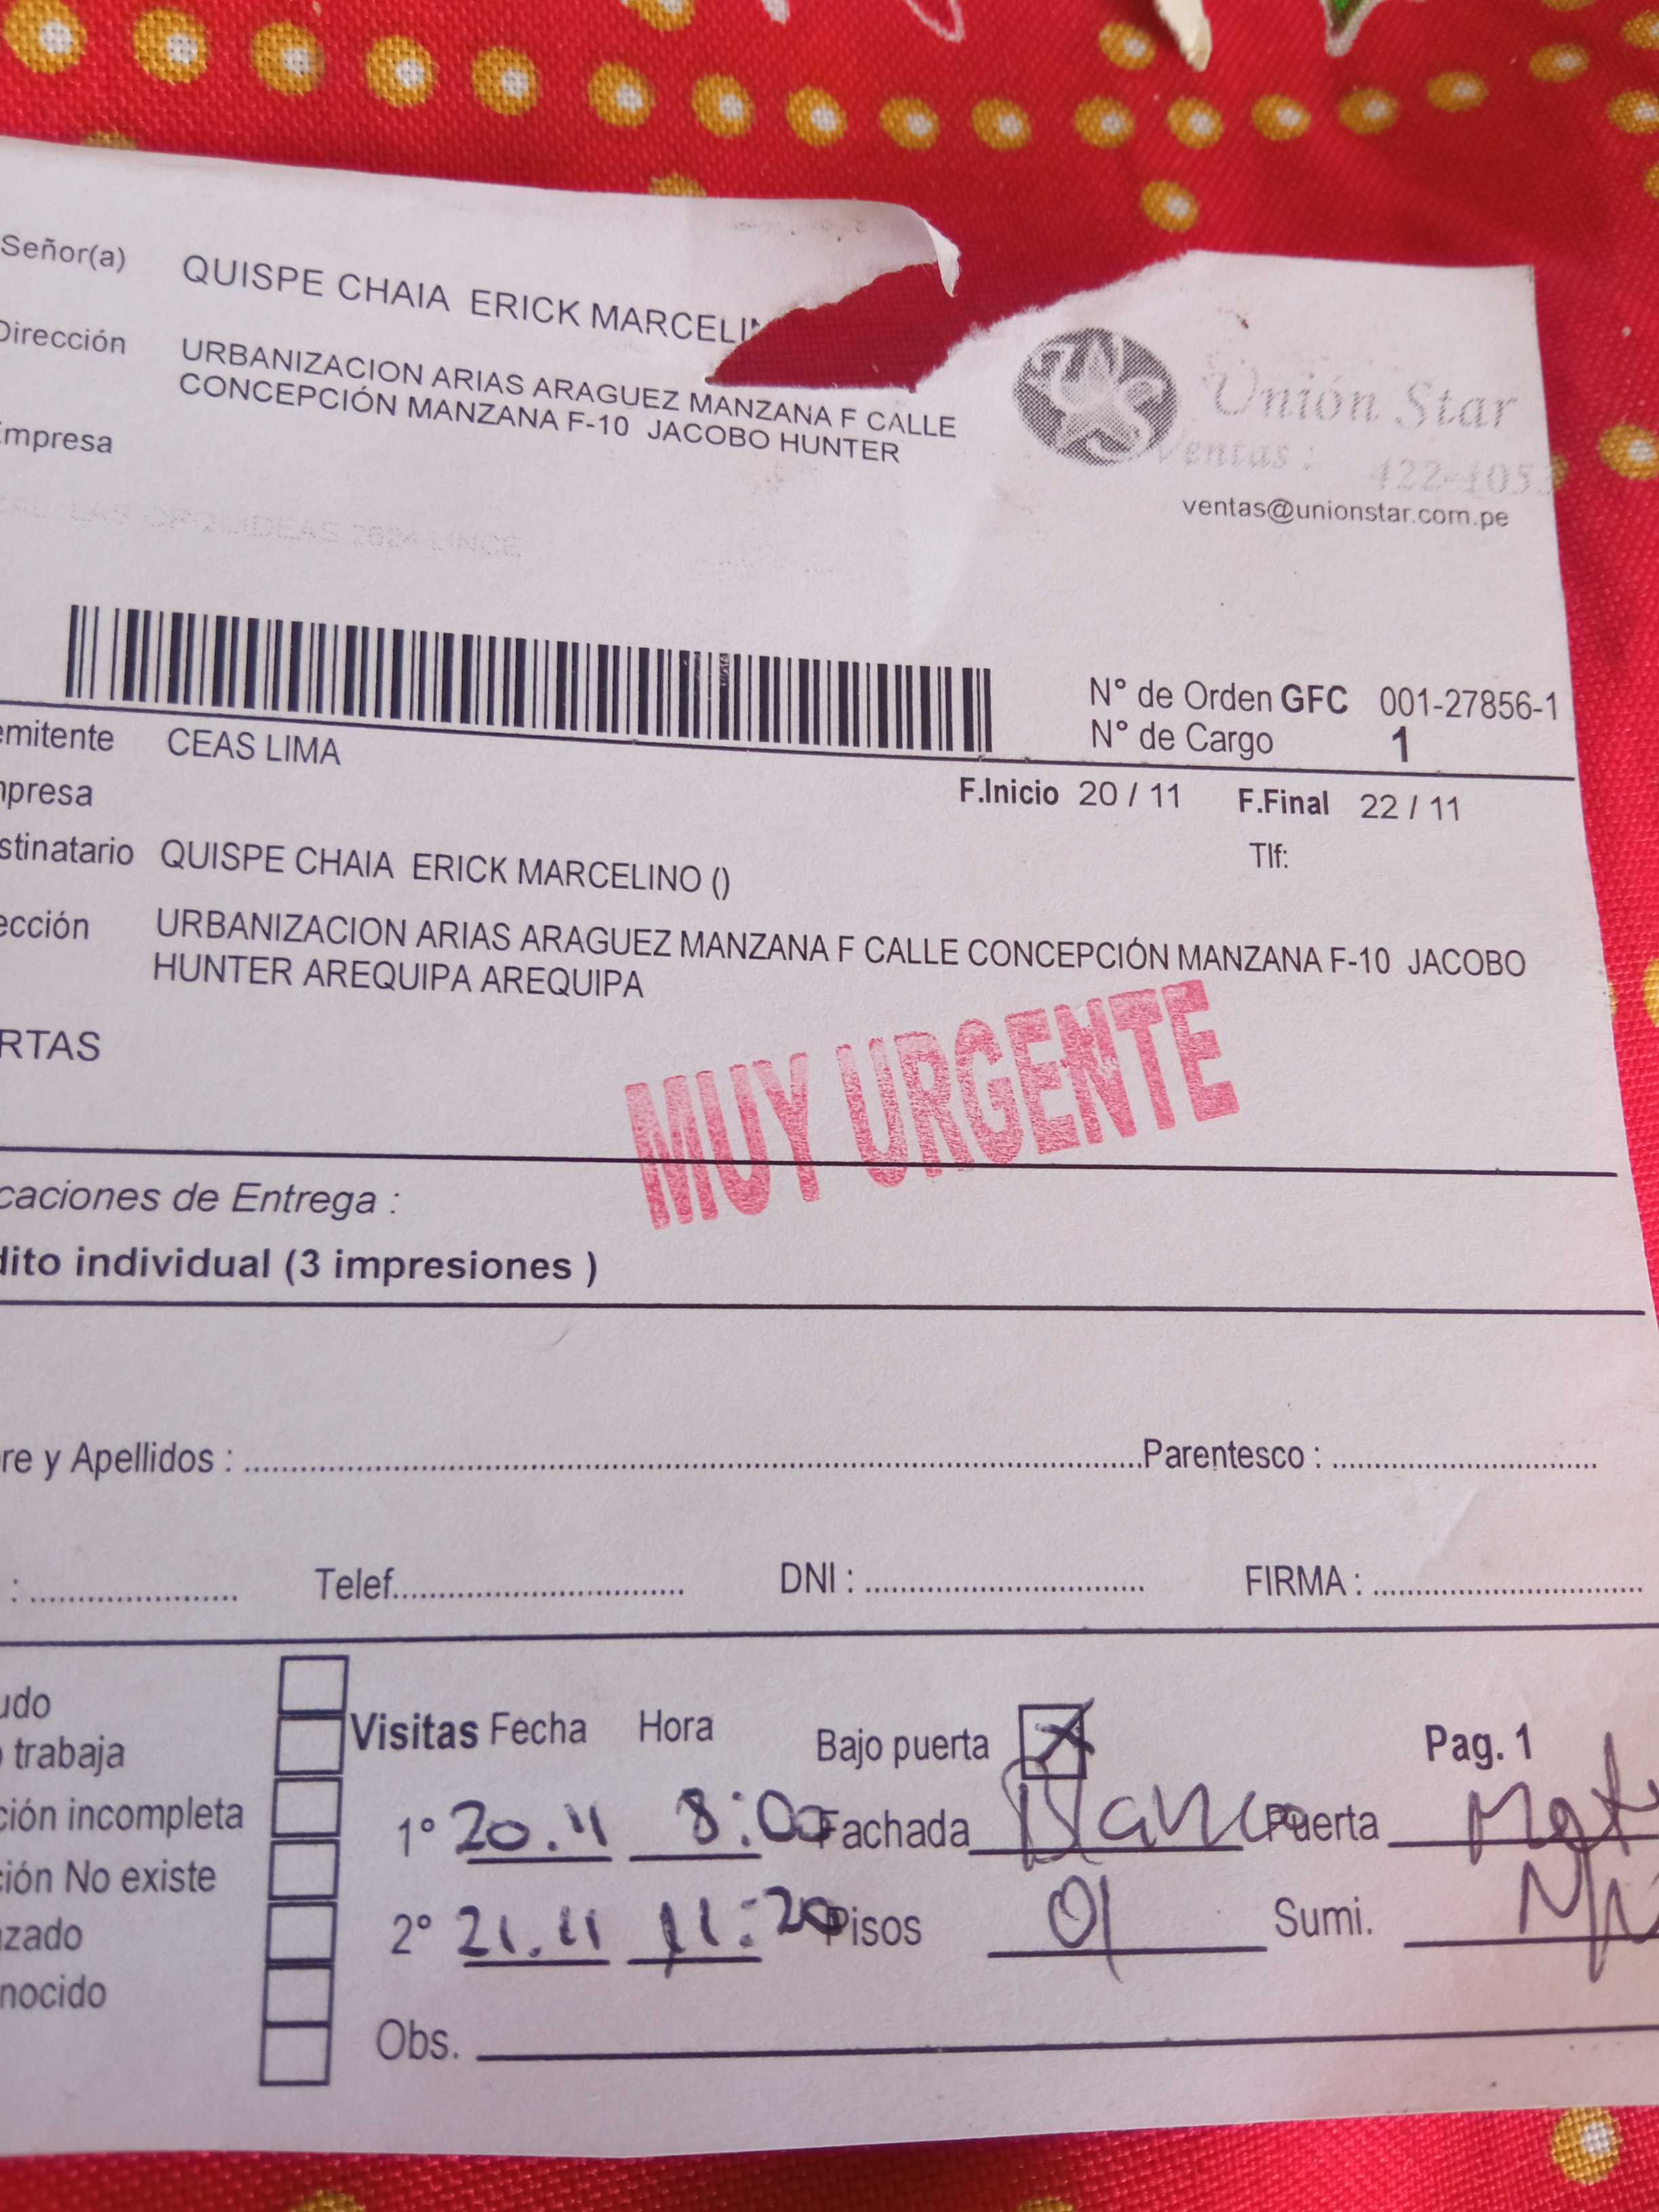 Señor(a) QUISPE CHAIA ERICK MARCELIN
Dirección URBANIZACION ARIAS ARAGUEZ MANZANA F CALLE
CONCEPCIÓN MANZANA F-10 JACOBO HUNTER
Empresa
Unión Star
Ventas : 422-1053
ventas@unionstar.com.pe
N° de Orden GFC 001-27856-1
N° de Cargo 1
emitente CEAS LIMA
mpresa
F.Inicio 20 / 11 F.Final 22 / 11
stinatario QUISPE CHAIA ERICK MARCELINO ()
Tlf:
ección URBANIZACION ARIAS ARAGUEZ MANZANA F CALLE CONCEPCIÓN MANZANA F-10 JACOBO
HUNTER AREQUIPA AREQUIPA
RTAS
MUY URGENTE
caciones de Entrega :
dito individual (3 impresiones )
re y Apellidos : Parentesco :
: Telef. DNI : FIRMA :
udo
trabaja
Visitas Fecha Hora Bajo puerta Pag. 1
ción incompleta
1° 20.11 8:00 Fachada Blanco Puerta
ción No existe
2° 21.11 11:20 Pisos 01 Sumi.
zado
nocido
Obs.